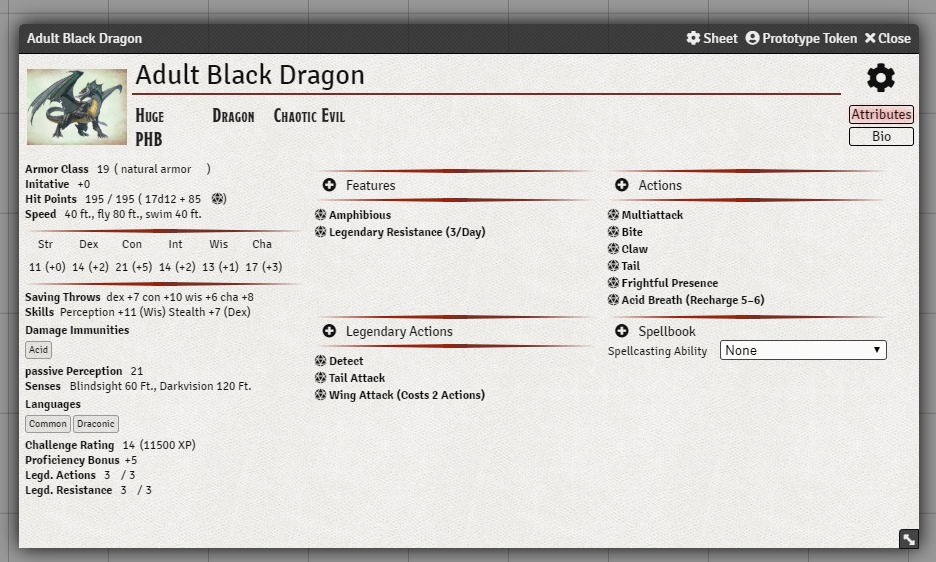 Adult Black Dragon
Sheet Prototype Token Close
Adult Black Dragon
Huge Dragon Chaotic Evil
PHB
Attributes
Bio
Armor Class 19 ( natural armor )
Initative +0
Hit Points 195 / 195 ( 17d12 + 85 )
Speed 40 ft., fly 80 ft., swim 40 ft.
Str Dex Con Int Wis Cha
11 (+0) 14 (+2) 21 (+5) 14 (+2) 13 (+1) 17 (+3)
Saving Throws dex +7 con +10 wis +6 cha +8
Skills Perception +11 (Wis) Stealth +7 (Dex)
Damage Immunities
Acid
passive Perception 21
Senses Blindsight 60 Ft., Darkvision 120 Ft.
Languages
Common Draconic
Challenge Rating 14 (11500 XP)
Proficiency Bonus +5
Legd. Actions 3 / 3
Legd. Resistance 3 / 3
Features
Amphibious
Legendary Resistance (3/Day)
Legendary Actions
Detect
Tail Attack
Wing Attack (Costs 2 Actions)
Actions
Multiattack
Bite
Claw
Tail
Frightful Presence
Acid Breath (Recharge 5–6)
Spellbook
Spellcasting Ability None